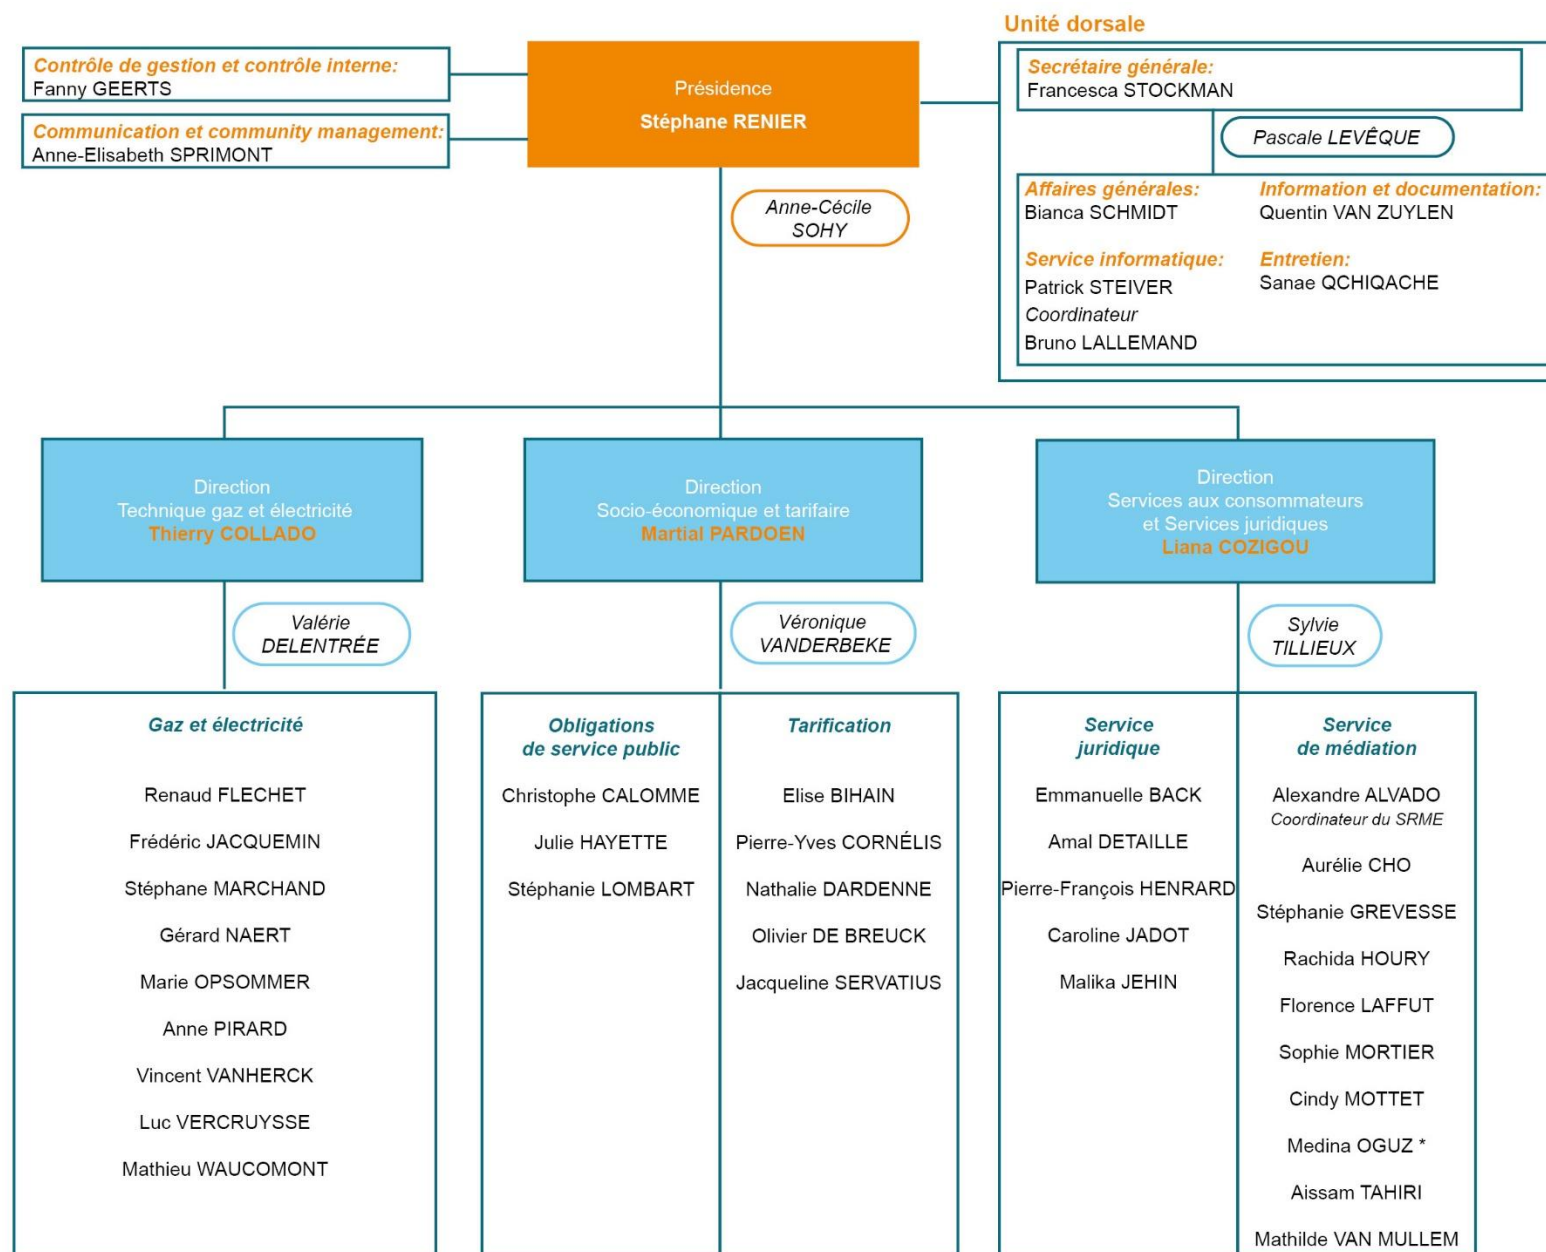 Unité dorsale
Contrôle de gestion et contrôle interne:
Fanny GEERTS
Communication et community management:
Anne-Elisabeth SPRIMONT
Présidence
Stéphane RENIER
Secrétaire générale:
Francesca STOCKMAN
Pascale LEVÊQUE
Affaires générales:
Bianca SCHMIDT
Information et documentation:
Quentin VAN ZUYLEN
Service informatique:
Patrick STEIVER
Coordinateur
Bruno LALLEMAND
Entretien:
Sanae QCHIQACHE
Anne-Cécile
SOHY
Direction
Technique gaz et électricité
Thierry COLLADO
Direction
Socio-économique et tarifaire
Martial PARDOEN
Direction
Services aux consommateurs
et Services juridiques
Liana COZIGOU
Valérie
DELENTRÉE
Véronique
VANDERBEKE
Sylvie
TILLIEUX
Gaz et électricité
Renaud FLECHET
Frédéric JACQUEMIN
Stéphane MARCHAND
Gérard NAERT
Marie OPSOMMER
Anne PIRARD
Vincent VANHERCK
Luc VERCRUYSSE
Mathieu WAUCOMONT
Obligations
de service public
Christophe CALOMME
Julie HAYETTE
Stéphanie LOMBART
Tarification
Elise BIHAIN
Pierre-Yves CORNÉLIS
Nathalie DARDENNE
Olivier DE BREUCK
Jacqueline SERVATIUS
Service
juridique
Emmanuelle BACK
Amal DETAILLE
Pierre-François HENRARD
Caroline JADOT
Malika JEHIN
Service
de médiation
Alexandre ALVADO
Coordinateur du SRME
Aurélie CHO
Stéphanie GREVESSE
Rachida HOURY
Florence LAFFUT
Sophie MORTIER
Cindy MOTTET
Medina OGUZ *
Aissam TAHIRI
Mathilde VAN MULLEM